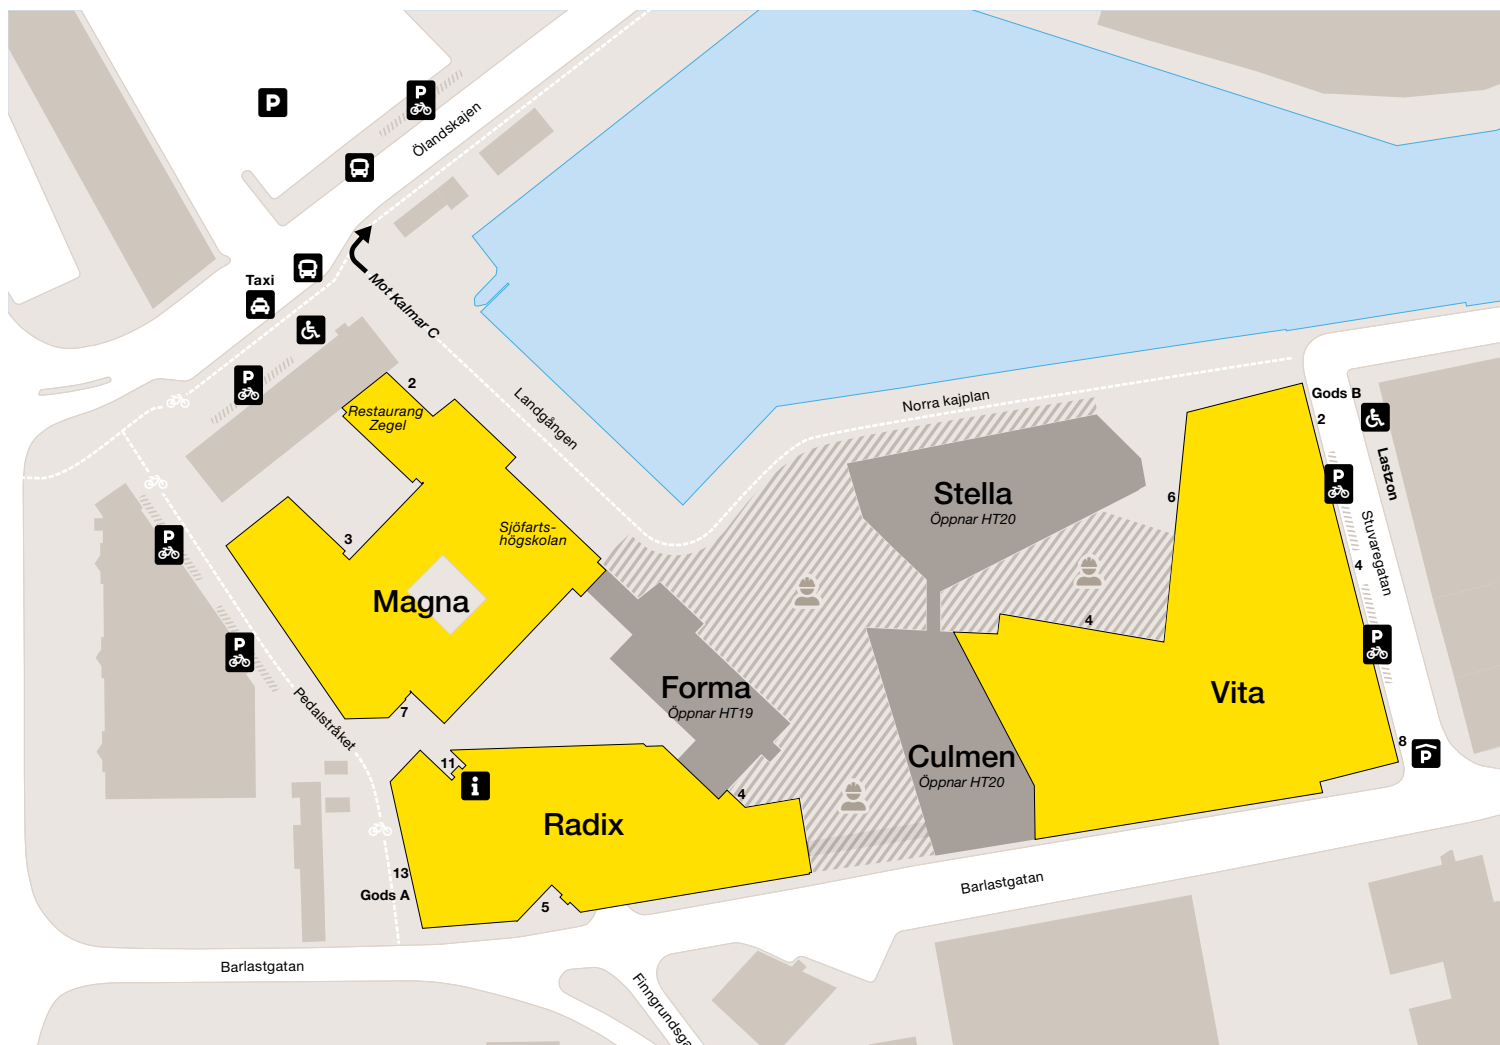 P
P
Ölandskajen
Taxi
Mot Kalmar C
P
2
Restaurang
Zegel
Landgången
Norra kajplan
Gods B
2
Lastzon
P
Stella
Öppnar HT20
6
Sjöfarts-
högskolan
3
P
Stuvaregatan
4
Magna
4
P
P
Forma
Öppnar HT19
Vita
Pedalstråket
7
8
P
Culmen
Öppnar HT20
11
i
4
Radix
13
Gods A
5
Barlastgatan
Barlastgatan
Finngrundsga